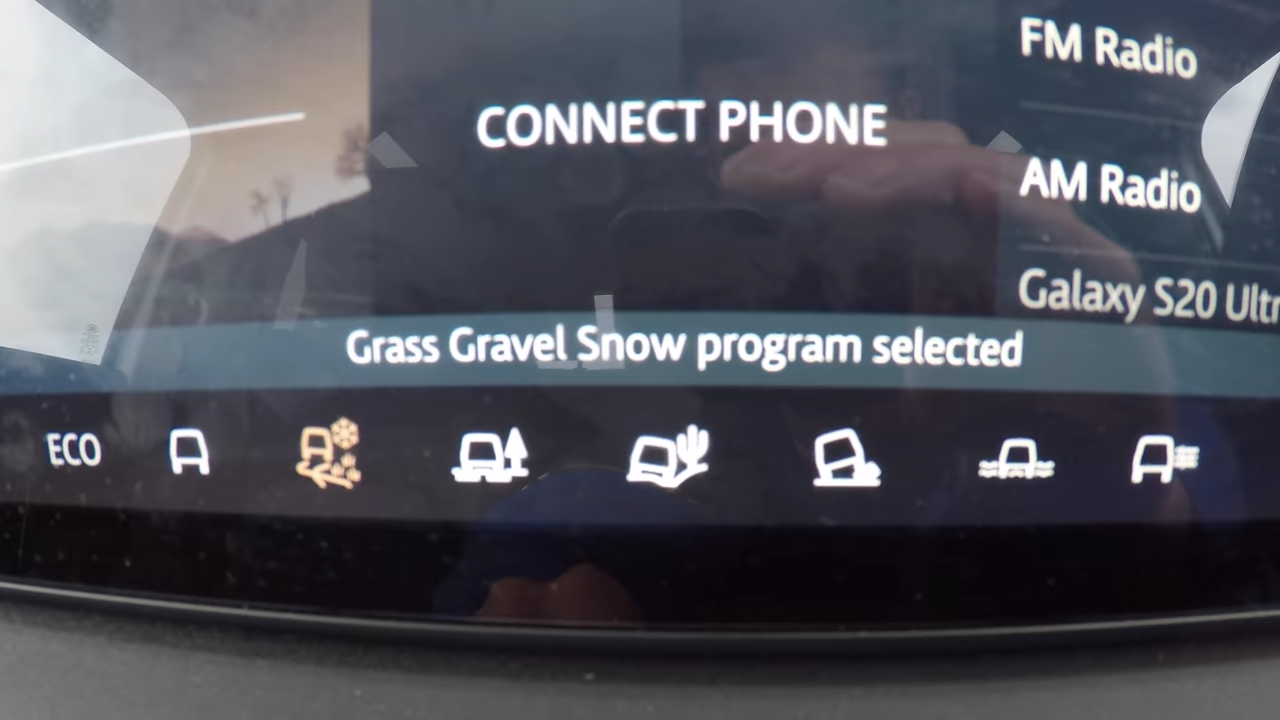 FM Radio
CONNECT PHONE
AM Radio
Galaxy S20 Ultr
Grass Gravel Snow program selected
ECO